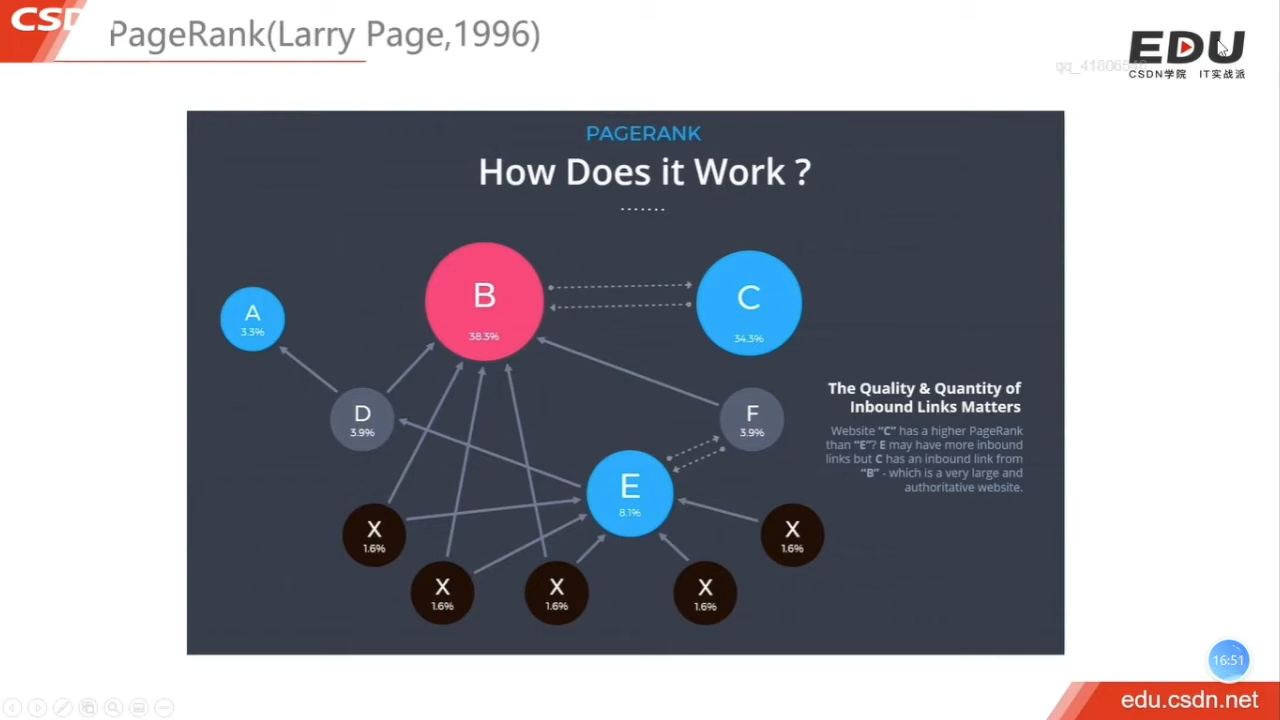 CSD
PageRank(Larry Page,1996)
EDU
CSDN学院 IT实战派
PAGERANK
How Does it Work ?
B
38.3%
C
34.3%
A
3.3%
D
3.9%
F
3.9%
The Quality & Quantity of
Inbound Links Matters
Website “C” has a higher PageRank
than “E”? E may have more inbound
links but C has an inbound link from
“B” - which is a very large and
authoritative website.
E
8.1%
X
1.6%
X
1.6%
X
1.6%
X
1.6%
X
1.6%
16:51
edu.csdn.net